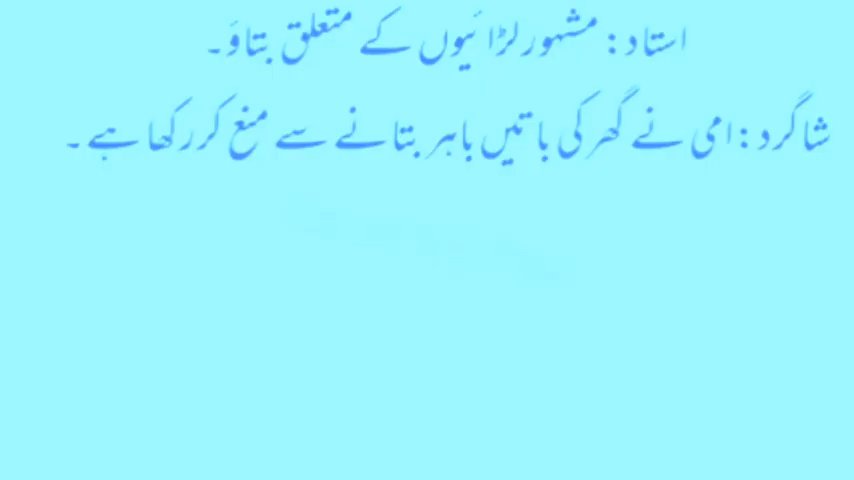 استاد: مشہور لڑائیوں کے متعلق بتاؤ۔
شاگرد: امی نے گھر کی باتیں باہر بتانے سے منع کر رکھا ہے۔